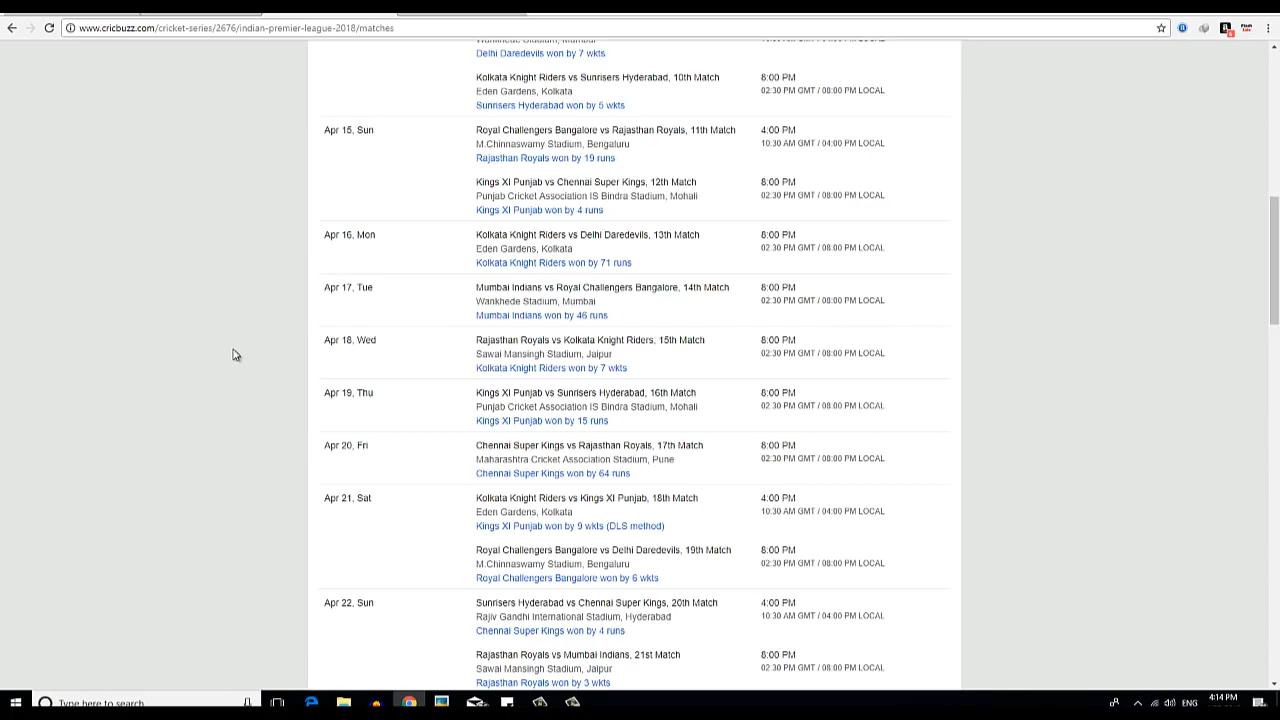 www.cricbuzz.com/cricket-series/2676/indian-premier-league-2018/matches
Delhi Daredevils won by 7 wkts
Kolkata Knight Riders vs Sunrisers Hyderabad, 10th Match 8:00 PM
Eden Gardens, Kolkata 02:30 PM GMT / 08:00 PM LOCAL
Sunrisers Hyderabad won by 5 wkts
Apr 15, Sun Royal Challengers Bangalore vs Rajasthan Royals, 11th Match 4:00 PM
M.Chinnaswamy Stadium, Bengaluru 10:30 AM GMT / 04:00 PM LOCAL
Rajasthan Royals won by 19 runs
Kings XI Punjab vs Chennai Super Kings, 12th Match 8:00 PM
Punjab Cricket Association IS Bindra Stadium, Mohali 02:30 PM GMT / 08:00 PM LOCAL
Kings XI Punjab won by 4 runs
Apr 16, Mon Kolkata Knight Riders vs Delhi Daredevils, 13th Match 8:00 PM
Eden Gardens, Kolkata 02:30 PM GMT / 08:00 PM LOCAL
Kolkata Knight Riders won by 71 runs
Apr 17, Tue Mumbai Indians vs Royal Challengers Bangalore, 14th Match 8:00 PM
Wankhede Stadium, Mumbai 02:30 PM GMT / 08:00 PM LOCAL
Mumbai Indians won by 46 runs
Apr 18, Wed Rajasthan Royals vs Kolkata Knight Riders, 15th Match 8:00 PM
Sawai Mansingh Stadium, Jaipur 02:30 PM GMT / 08:00 PM LOCAL
Kolkata Knight Riders won by 7 wkts
Apr 19, Thu Kings XI Punjab vs Sunrisers Hyderabad, 16th Match 8:00 PM
Punjab Cricket Association IS Bindra Stadium, Mohali 02:30 PM GMT / 08:00 PM LOCAL
Kings XI Punjab won by 15 runs
Apr 20, Fri Chennai Super Kings vs Rajasthan Royals, 17th Match 8:00 PM
Maharashtra Cricket Association Stadium, Pune 02:30 PM GMT / 08:00 PM LOCAL
Chennai Super Kings won by 64 runs
Apr 21, Sat Kolkata Knight Riders vs Kings XI Punjab, 18th Match 4:00 PM
Eden Gardens, Kolkata 10:30 AM GMT / 04:00 PM LOCAL
Kings XI Punjab won by 9 wkts (DLS method)
Royal Challengers Bangalore vs Delhi Daredevils, 19th Match 8:00 PM
M.Chinnaswamy Stadium, Bengaluru 02:30 PM GMT / 08:00 PM LOCAL
Royal Challengers Bangalore won by 6 wkts
Apr 22, Sun Sunrisers Hyderabad vs Chennai Super Kings, 20th Match 4:00 PM
Rajiv Gandhi International Stadium, Hyderabad 10:30 AM GMT / 04:00 PM LOCAL
Chennai Super Kings won by 4 runs
Rajasthan Royals vs Mumbai Indians, 21st Match 8:00 PM
Sawai Mansingh Stadium, Jaipur 02:30 PM GMT / 08:00 PM LOCAL
Rajasthan Royals won by 3 wkts
Type here to search ENG 4:14 PM